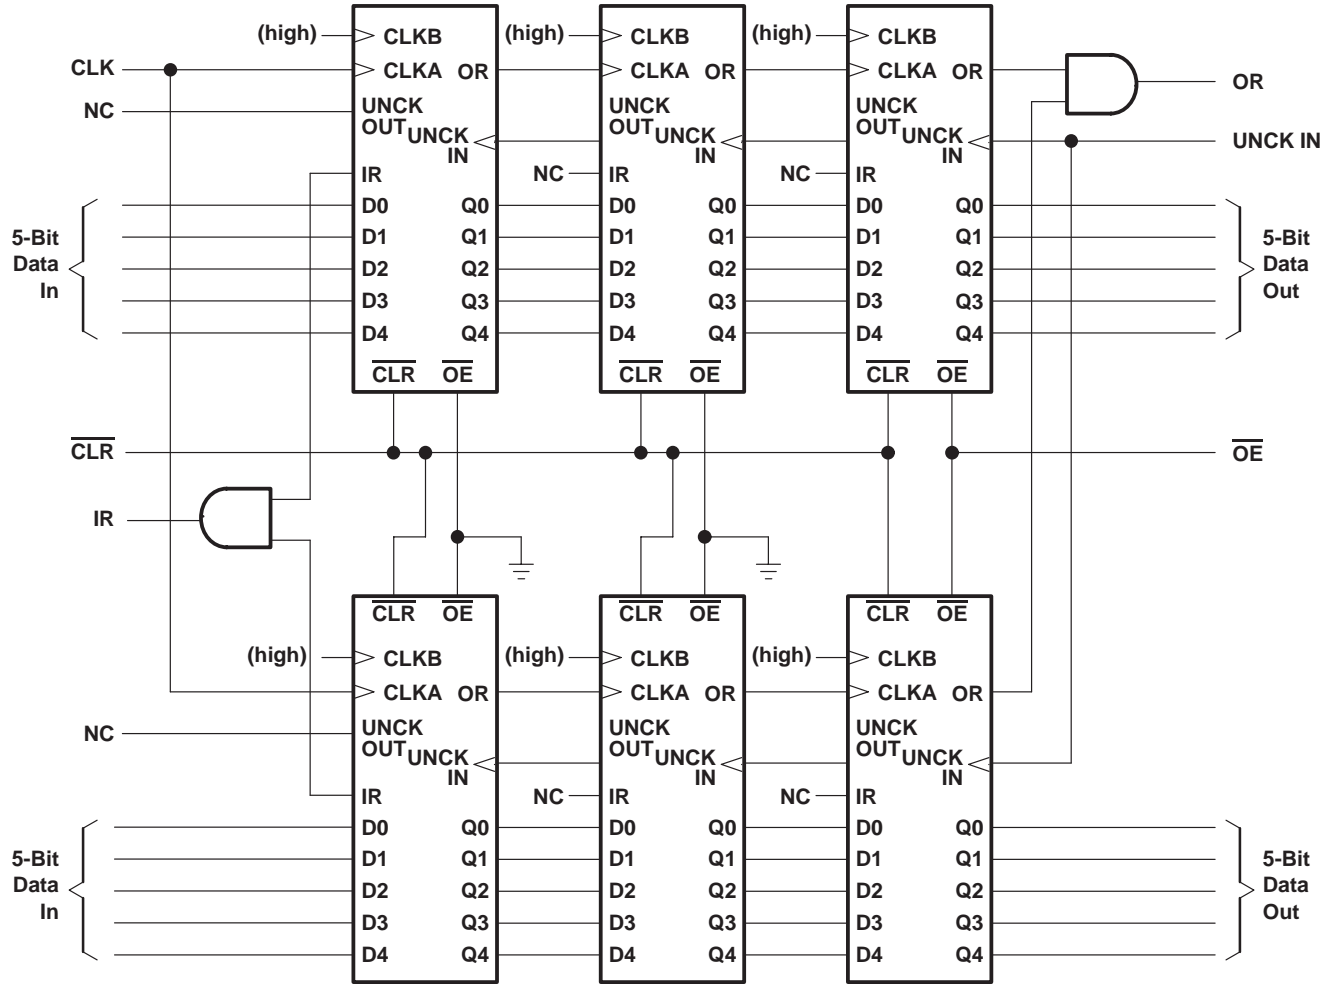 (high) CLKB (high) CLKB (high) CLKB
CLK CLKA OR CLKA OR CLKA OR OR
NC UNCK OUT UNCK OUT UNCK OUT
UNCK IN UNCK IN UNCK IN UNCK IN
IR NC IR NC IR
D0 Q0 D0 Q0 D0 Q0
5-Bit Data In D1 Q1 D1 Q1 D1 Q1 5-Bit Data Out
D2 Q2 D2 Q2 D2 Q2
D3 Q3 D3 Q3 D3 Q3
D4 Q4 D4 Q4 D4 Q4
CLR OE CLR OE CLR OE
CLR OE
IR
CLR OE CLR OE CLR OE
(high) CLKB (high) CLKB (high) CLKB
CLKA OR CLKA OR CLKA OR
NC UNCK OUT UNCK OUT UNCK OUT
UNCK IN UNCK IN UNCK IN
IR NC IR NC IR
D0 Q0 D0 Q0 D0 Q0
5-Bit Data In D1 Q1 D1 Q1 D1 Q1 5-Bit Data Out
D2 Q2 D2 Q2 D2 Q2
D3 Q3 D3 Q3 D3 Q3
D4 Q4 D4 Q4 D4 Q4